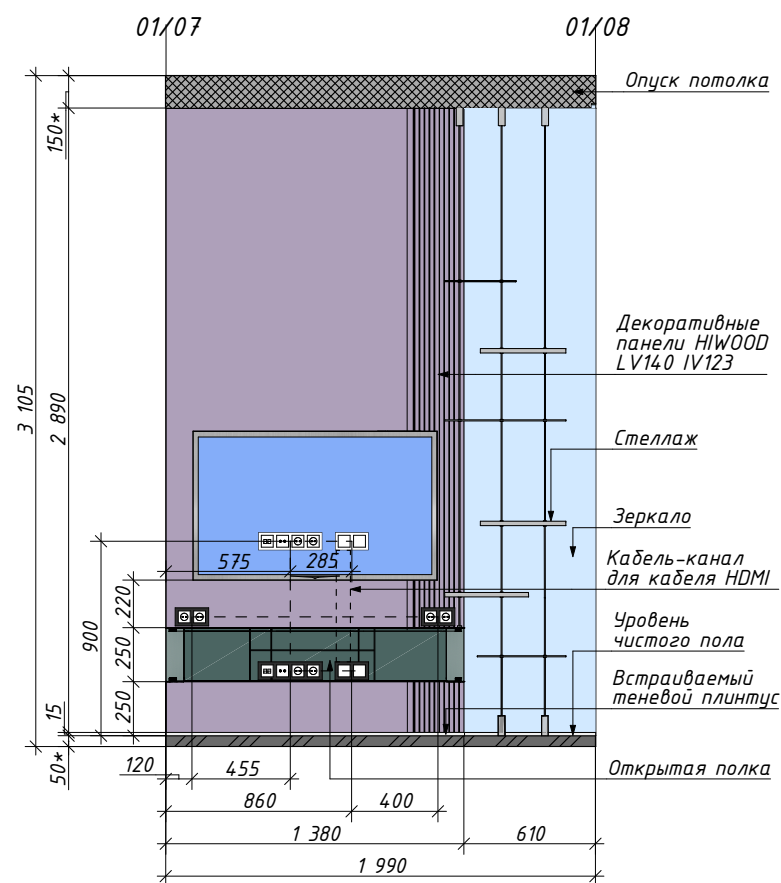 01/07
01/08
Опуск потолка
150*
3 105
2 890
Декоративные
панели HIWOOD
LV140 IV123
Стеллаж
Зеркало
575
285
Кабель-канал
для кабеля HDMI
220
900
250
250
Уровень
чистого пола
Встраиваемый
теневой плинтус
15
50*
120
455
Открытая полка
860
400
1 380
610
1 990